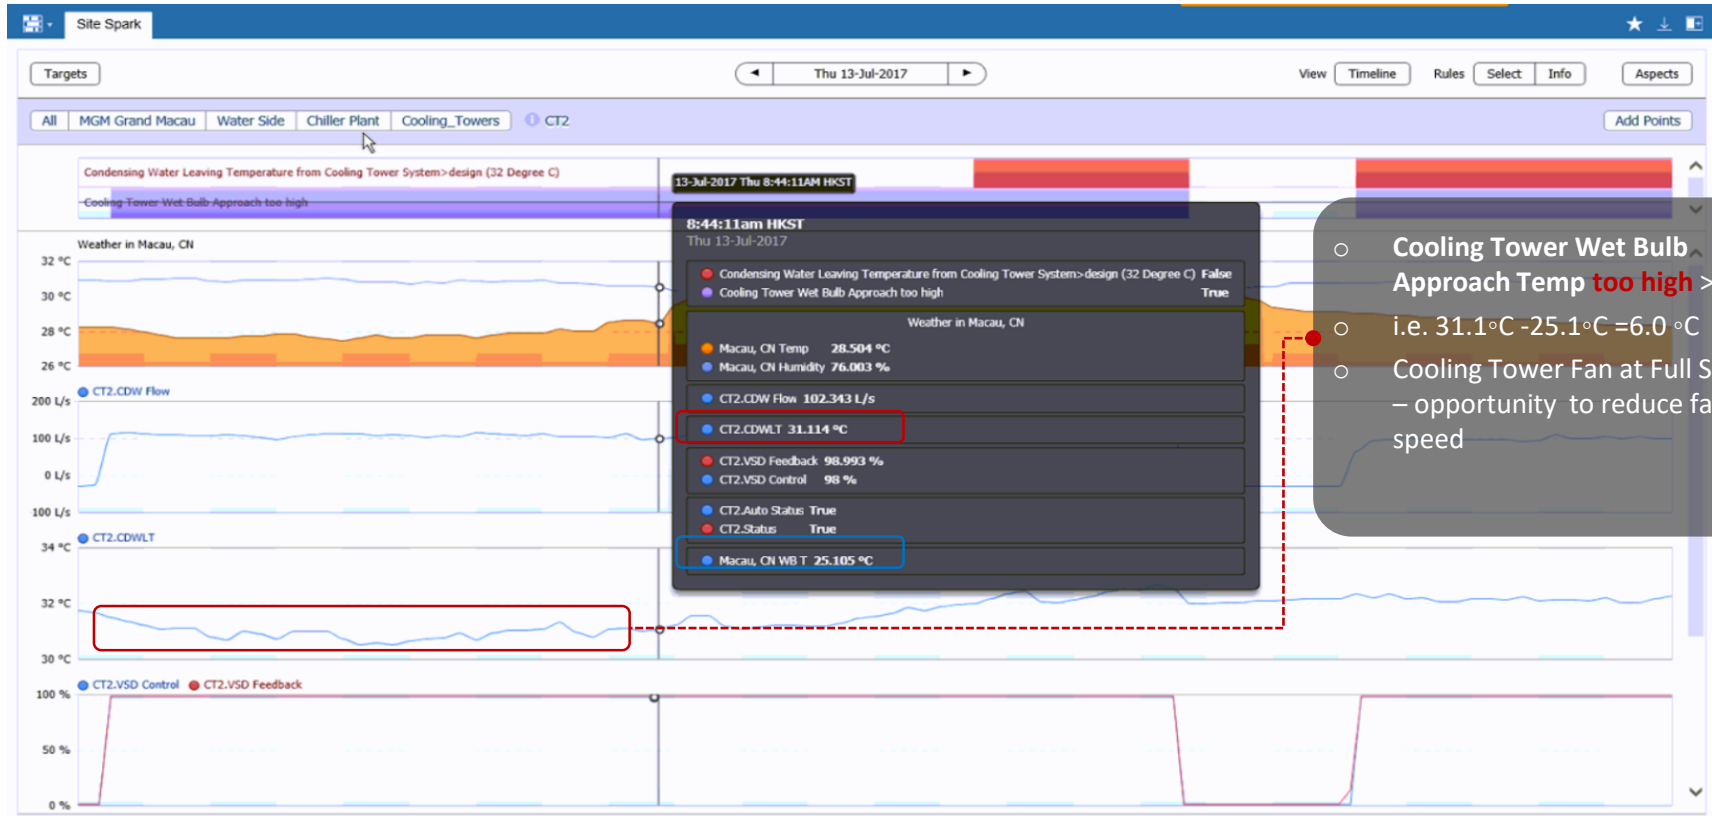 Site Spark
Targets
Thu 13-Jul-2017
View Timeline Rules Select Info Aspects
All MGM Grand Macau Water Side Chiller Plant Cooling_Towers CT2 Add Points
Condensing Water Leaving Temperature from Cooling Tower System>design (32 Degree C)
13-Jul-2017 Thu 8:44:11AM HKST
Cooling Tower Wet Bulb Approach too high
8:44:11am HKST
Thu 13-Jul-2017
Condensing Water Leaving Temperature from Cooling Tower System>design (32 Degree C) False
Cooling Tower Wet Bulb Approach too high True
Weather in Macau, CN
Macau, CN Temp 28.504 °C
Macau, CN Humidity 76.003 %
CT2.CDW Flow 102.343 L/s
CT2.CDWLT 31.114 °C
CT2.VSD Feedback 98.993 %
CT2.VSD Control 98 %
CT2.Auto Status True
CT2.Status True
Macau, CN WB T 25.105 °C
Weather in Macau, CN
32 °C
30 °C
28 °C
26 °C
CT2.CDW Flow
200 L/s
100 L/s
0 L/s
100 L/s
CT2.CDWLT
34 °C
32 °C
30 °C
CT2.VSD Control CT2.VSD Feedback
100 %
50 %
0 %
o Cooling Tower Wet Bulb
Approach Temp too high >
o i.e. 31.1◦C -25.1◦C =6.0 ◦C
o Cooling Tower Fan at Full S
– opportunity to reduce fa
speed